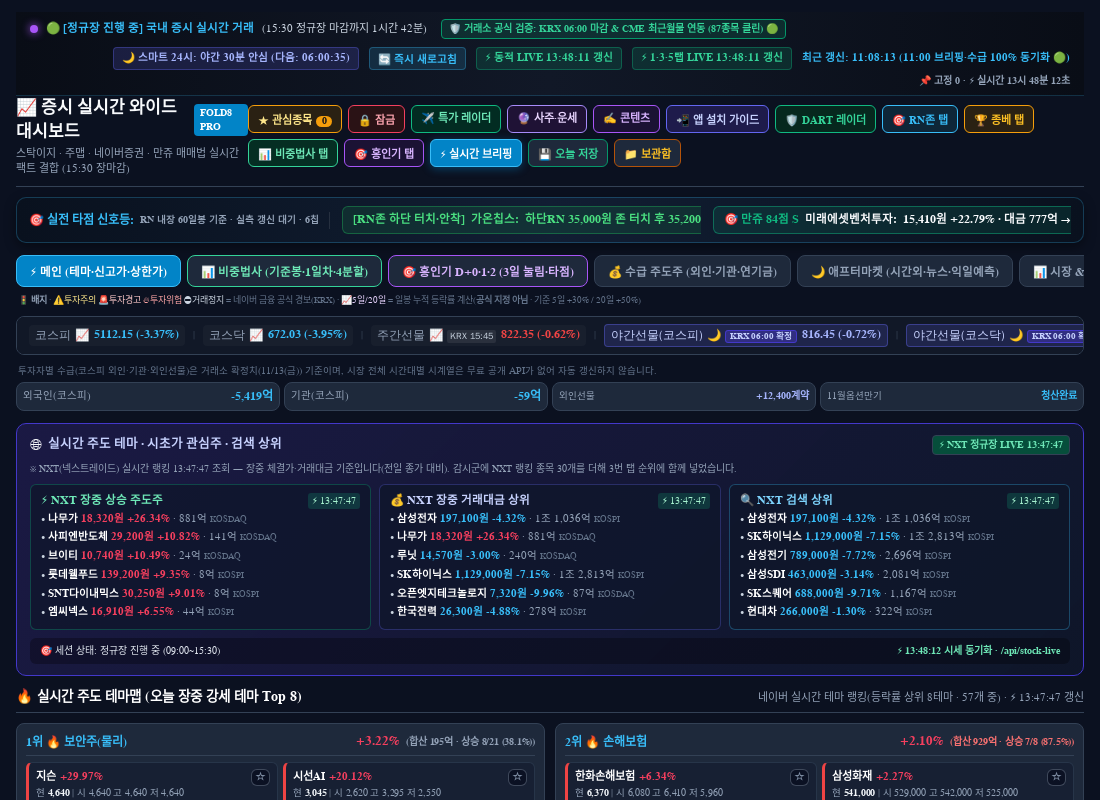 🟢 [정규장 진행 중] 국내 증시 실시간 거래 (15:30 정규장 마감까지 1시간 42분) 🛡️ 거래소 공식 검증: KRX 06:00 마감 & CME 최근월물 연동 (87종목 클린) 🟢
🌙 스마트 24시: 야간 30분 안심 (다음: 06:00:35) 🔄 즉시 새로고침 ⚡ 동적 LIVE 13:48:11 갱신 ⚡ 1·3·5탭 LIVE 13:48:11 갱신 최근 갱신: 11:08:13 (11:00 브리핑·수급 100% 동기화 🟢)
📌 고정 0 · ⚡ 실시간 13시 48분 12초
📈 증시 실시간 와이드 대시보드
FOLD8 PRO
스탁이지 · 주맵 · 네이버증권 · 만쥬 매매법 실시간 팩트 결합 (15:30 장마감)
★ 관심종목 0 🔒 잠금 ✈️ 특가 레이더 🔮 사주·운세 ✍️ 콘텐츠 📲 앱 설치 가이드 🛡️ DART 레이더 🎯 RN존 탭 🏆 종베 탭
📊 비중법사 탭 🎯 홍인기 탭 ⚡ 실시간 브리핑 💾 오늘 저장 📁 보관함
🎯 실전 타점 신호등: RN 내장 60일봉 기준 · 실측 갱신 대기 · 6칩 [RN존 하단 터치·안착] 가온칩스: 하단RN 35,000원 존 터치 후 35,200 🎯 만쥬 84점 S 미래에셋벤처투자: 15,410원 +22.79% · 대금 777억 →
⚡ 메인 (테마·신고가·상한가) 📊 비중법사 (기준봉·1일차·4분할) 🎯 홍인기 D+0·1·2 (3일 눌림·타점) 💰 수급 주도주 (외인·기관·연기금) 🌙 애프터마켓 (시간외·뉴스·익일예측) 📊 시장 &
🚦 배지 · ⚠️투자주의 🚨투자경고 ⊙투자위험 ⛔거래정지 = 네이버 금융 공식 경보(KRX) · 📈5일/20일 = 일봉 누적 등락률 계산(공식 지정 아님 · 기준 5일 +30% / 20일 +50%)
코스피 📈 5112.15 (-3.37%) 코스닥 📈 672.03 (-3.95%) 주간선물 📈 KRX 15:45 822.35 (-0.62%) 야간선물(코스피) 🌙 KRX 06:00 확정 816.45 (-0.72%) 야간선물(코스닥) 🌙 KRX 06:00
투자자별 수급(코스피 외인·기관·외인선물)은 거래소 확정치(11/13(금)) 기준이며, 시장 전체 시간대별 시계열은 무료 공개 API가 없어 자동 갱신하지 않습니다.
외국인(코스피) -5,419억 기관(코스피) -59억 외인선물 +12,400계약 11월옵션만기 청산완료
🌐 실시간 주도 테마 · 시초가 관심주 · 검색 상위 ⚡ NXT 정규장 LIVE 13:47:47
※ NXT(넥스트레이드) 실시간 랭킹 13:47:47 조회 — 장중 체결가·거래대금 기준입니다(전일 종가 대비). 감시군에 NXT 랭킹 종목 30개를 더해 3번 탭 순위에 함께 넣었습니다.
⚡ NXT 장중 상승 주도주 ⚡ 13:47:47
• 나무가 18,320원 +26.34% · 881억 KOSDAQ
• 사피엔반도체 29,200원 +10.82% · 141억 KOSDAQ
• 브이티 10,740원 +10.49% · 24억 KOSDAQ
• 롯데웰푸드 139,200원 +9.35% · 8억 KOSPI
• SNT다이내믹스 30,250원 +9.01% · 8억 KOSPI
• 엠씨넥스 16,910원 +6.55% · 44억 KOSPI
💰 NXT 장중 거래대금 상위 ⚡ 13:47:47
• 삼성전자 197,100원 -4.32% · 1조 1,036억 KOSPI
• 나무가 18,320원 +26.34% · 881억 KOSDAQ
• 루닛 14,570원 -3.00% · 240억 KOSDAQ
• SK하이닉스 1,129,000원 -7.15% · 1조 2,813억 KOSPI
• 오픈엣지테크놀로지 7,320원 -9.96% · 87억 KOSDAQ
• 한국전력 26,300원 -4.88% · 278억 KOSPI
🔍 NXT 검색 상위 ⚡ 13:47:47
• 삼성전자 197,100원 -4.32% · 1조 1,036억 KOSPI
• SK하이닉스 1,129,000원 -7.15% · 1조 2,813억 KOSPI
• 삼성전기 789,000원 -7.72% · 2,696억 KOSPI
• 삼성SDI 463,000원 -3.14% · 2,081억 KOSPI
• SK스퀘어 688,000원 -9.71% · 1,167억 KOSPI
• 현대차 266,000원 -1.30% · 322억 KOSPI
🎯 세션 상태: 정규장 진행 중 (09:00~15:30) ⚡ 13:48:12 시세 동기화 · /api/stock-live
🔥 실시간 주도 테마맵 (오늘 장중 강세 테마 Top 8) 네이버 실시간 테마 랭킹(등락률 상위 8테마 · 57개 중) · ⚡ 13:47:47 갱신
1위 🔥 보안주(물리) +3.22% (합산 195억 · 상승 8/21 (38.1%))
지슨 +29.97% ☆
현 4,640 | 시 4,640 고 4,640 저 4,640
시선AI +20.12% ☆
현 3,045 | 시 2,620 고 3,295 저 2,550
2위 🔥 손해보험 +2.10% (합산 929억 · 상승 7/8 (87.5%))
한화손해보험 +6.34% ☆
현 6,370 | 시 6,080 고 6,410 저 5,960
삼성화재 +2.27% ☆
현 541,000 | 시 529,000 고 542,000 저 525,000